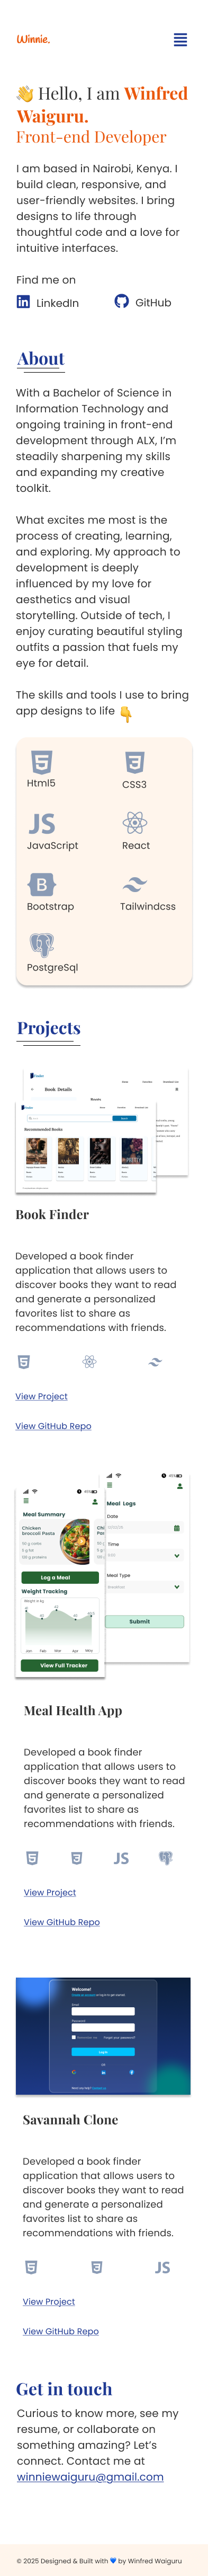 Winnie.
👋 Hello, I am Winfred
Waiguru.
Front-end Developer
I am based in Nairobi, Kenya. I
build clean, responsive, and
user-friendly websites. I bring
designs to life through
thoughtful code and a love for
intuitive interfaces.
Find me on
LinkedIn
GitHub
About
With a Bachelor of Science in
Information Technology and
ongoing training in front-end
development through ALX, I’m
steadily sharpening my skills
and expanding my creative
toolkit.
What excites me most is the
process of creating, learning,
and exploring. My approach to
development is deeply
influenced by my love for
aesthetics and visual
storytelling. Outside of tech, I
enjoy curating beautiful styling
outfits a passion that fuels my
eye for detail.
The skills and tools I use to bring
app designs to life 👇
Html5
CSS3
JavaScript
React
Bootstrap
Tailwindcss
PostgreSql
Projects
Book Details
Recommended Books
Book Finder
Developed a book finder
application that allows users to
discover books they want to read
and generate a personalized
favorites list to share as
recommendations with friends.
View Project
View GitHub Repo
Meal Summary
Chicken
broccoli Pasta
Log a Meal
Weight Tracking
View Full Tracker
Meal Logs
Date
Time
Meal Type
Breakfast
Submit
Meal Health App
Developed a book finder
application that allows users to
discover books they want to read
and generate a personalized
favorites list to share as
recommendations with friends.
View Project
View GitHub Repo
Welcome!
Email
Password
Remember me
Forgot your password?
Log in
Savannah Clone
Developed a book finder
application that allows users to
discover books they want to read
and generate a personalized
favorites list to share as
recommendations with friends.
View Project
View GitHub Repo
Get in touch
Curious to know more, see my
resume, or collaborate on
something amazing? Let’s
connect. Contact me at
winniewaiguru@gmail.com
© 2025 Designed & Built with 💙 by Winfred Waiguru